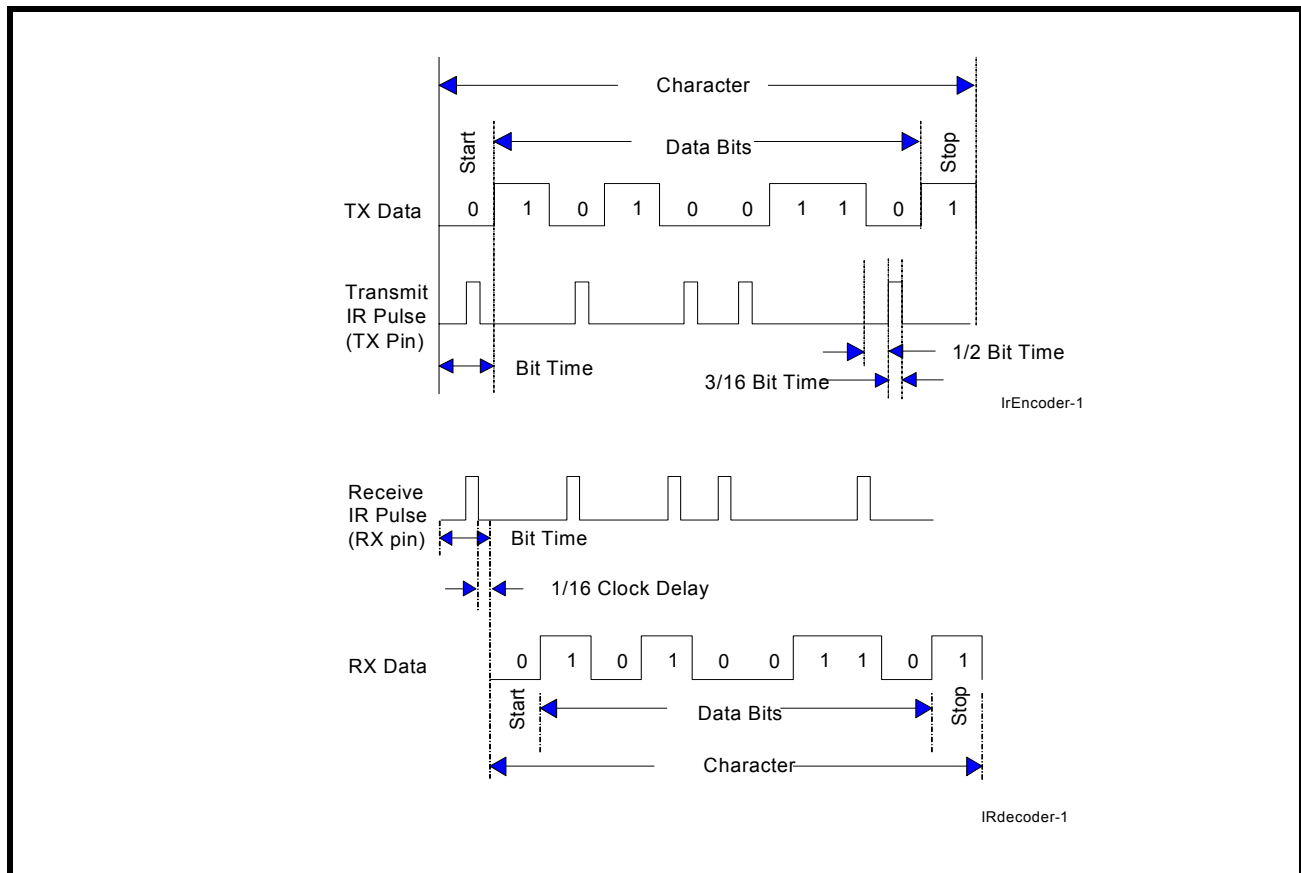 Character
Start
Data Bits
Stop
TX Data 0 1 0 1 0 0 1 1 0 1
Transmit
IR Pulse
(TX Pin)
Bit Time
1/2 Bit Time
3/16 Bit Time
IrEncoder-1
Receive
IR Pulse
(RX pin)
Bit Time
1/16 Clock Delay
RX Data 0 1 0 1 0 0 1 1 0 1
Start
Data Bits
Stop
Character
IRdecoder-1